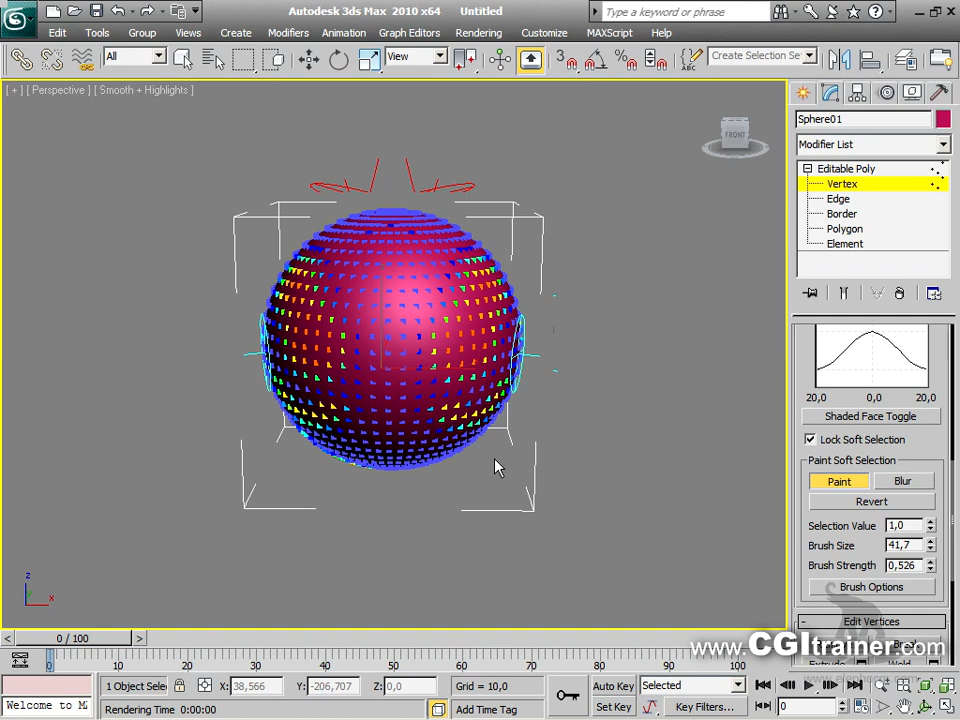 Autodesk 3ds Max 2010 x64 Untitled
Type a keyword or phrase
Edit Tools Group Views Create Modifiers Animation Graph Editors Rendering Customize MAXScript Help
All View 3 Create Selection Se
[ + ] [ Perspective ] [ Smooth + Highlights ]
FRONT
Sphere01
Modifier List
Editable Poly
Vertex
Edge
Border
Polygon
Element
20,0 0,0 20,0
Shaded Face Toggle
Lock Soft Selection
Paint Soft Selection
Paint Blur
Revert
Selection Value 1,0
Brush Size 41,7
Brush Strength 0,526
Brush Options
- Edit Vertices
z
y x
< 0 / 100 >
www.CGItrainer.com
0 10 20 30 40 50 60 70 80 90 100
1 Object Selec X: 38,566 Y: -206,707 Z: 0,0 Grid = 10,0 Auto Key Selected
Welcome to M
Rendering Time 0:00:00 Add Time Tag Set Key Key Filters... 0